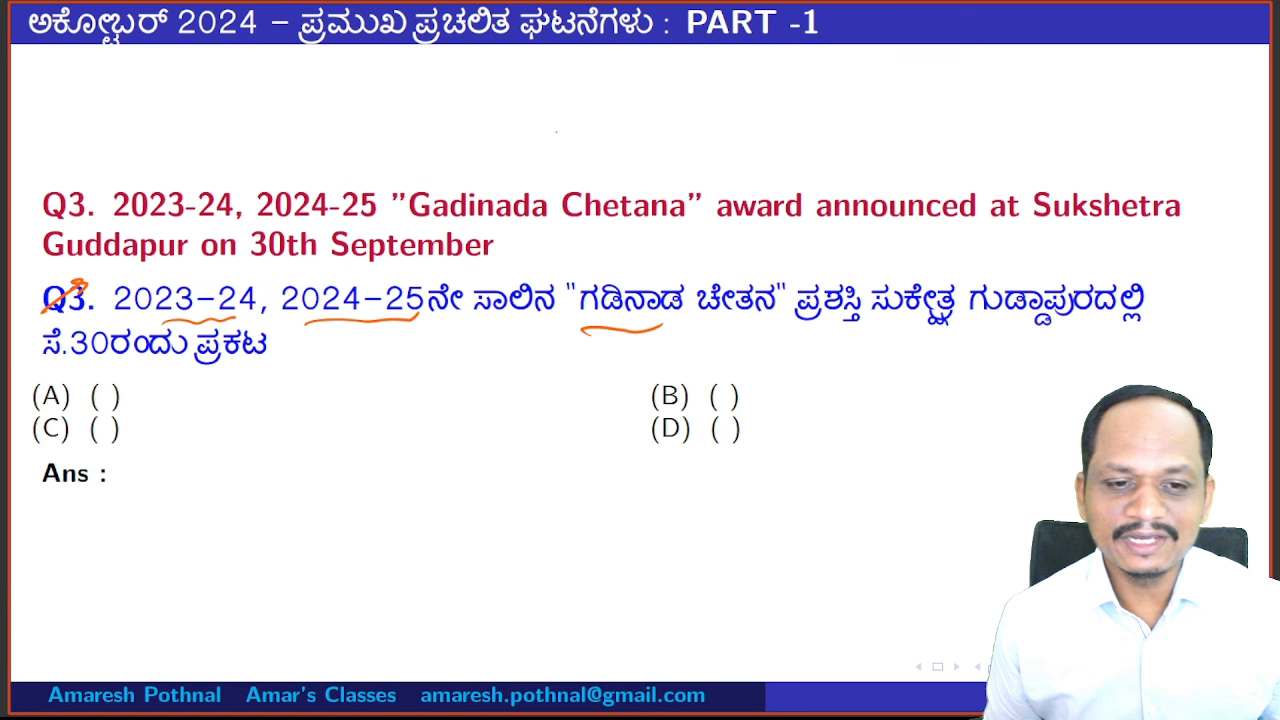 ಅಕ್ಟೋಬರ್ 2024 – ಪ್ರಮುಖ ಪ್ರಚಲಿತ ಘಟನೆಗಳು : PART -1
Q3. 2023-24, 2024-25 ”Gadinada Chetana” award announced at Sukshetra
Guddapur on 30th September
Q3. 2023–24, 2024–25ನೇ ಸಾಲಿನ "ಗಡಿನಾಡ ಚೇತನ" ಪ್ರಶಸ್ತಿ ಸುಕ್ಷೇತ್ರ ಗುಡ್ಡಾಪುರದಲ್ಲಿ
ಸೆ.30ರಂದು ಪ್ರಕಟ
(A) ( ) (B) ( )
(C) ( ) (D) ( )
Ans :
Amaresh Pothnal Amar's Classes amaresh.pothnal@gmail.com